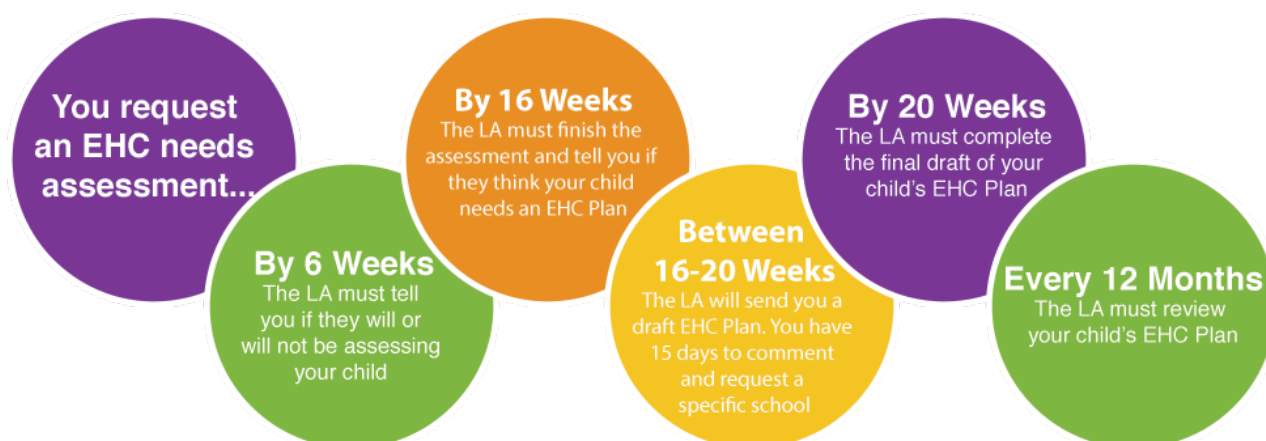 You request
an EHC needs
assessment...
By 6 Weeks
The LA must tell
you if they will or
will not be assessing
your child
By 16 Weeks
The LA must finish the
assessment and tell you if
they think your child
needs an EHC Plan
Between
16-20 Weeks
The LA will send you a
draft EHC Plan. You have
15 days to comment
and request a
specific school
By 20 Weeks
The LA must complete
the final draft of your
child's EHC Plan
Every 12 Months
The LA must review
your child's EHC Plan